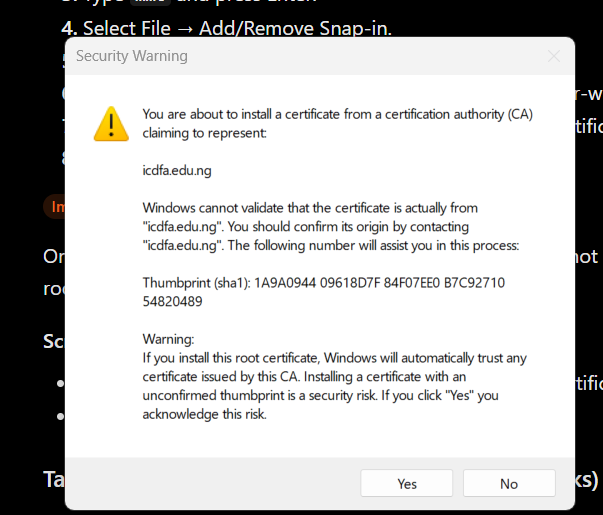 4. Select File → Add/Remove Snap-in.
Security Warning
You are about to install a certificate from a certification authority (CA)
claiming to represent:
icdfa.edu.ng
Windows cannot validate that the certificate is actually from
"icdfa.edu.ng". You should confirm its origin by contacting
"icdfa.edu.ng". The following number will assist you in this process:
Thumbprint (sha1): 1A9A0944 09618D7F 84F07EE0 B7C92710
54820489
Warning:
If you install this root certificate, Windows will automatically trust any
certificate issued by this CA. Installing a certificate with an
unconfirmed thumbprint is a security risk. If you click "Yes" you
acknowledge this risk.
Yes
No